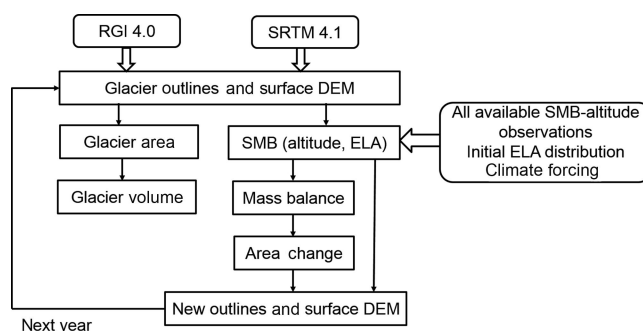 RGI 4.0
SRTM 4.1
Glacier outlines and surface DEM
Glacier area
SMB (altitude, ELA)
All available SMB-altitude
observations
Initial ELA distribution
Climate forcing
Glacier volume
Mass balance
Area change
New outlines and surface DEM
Next year